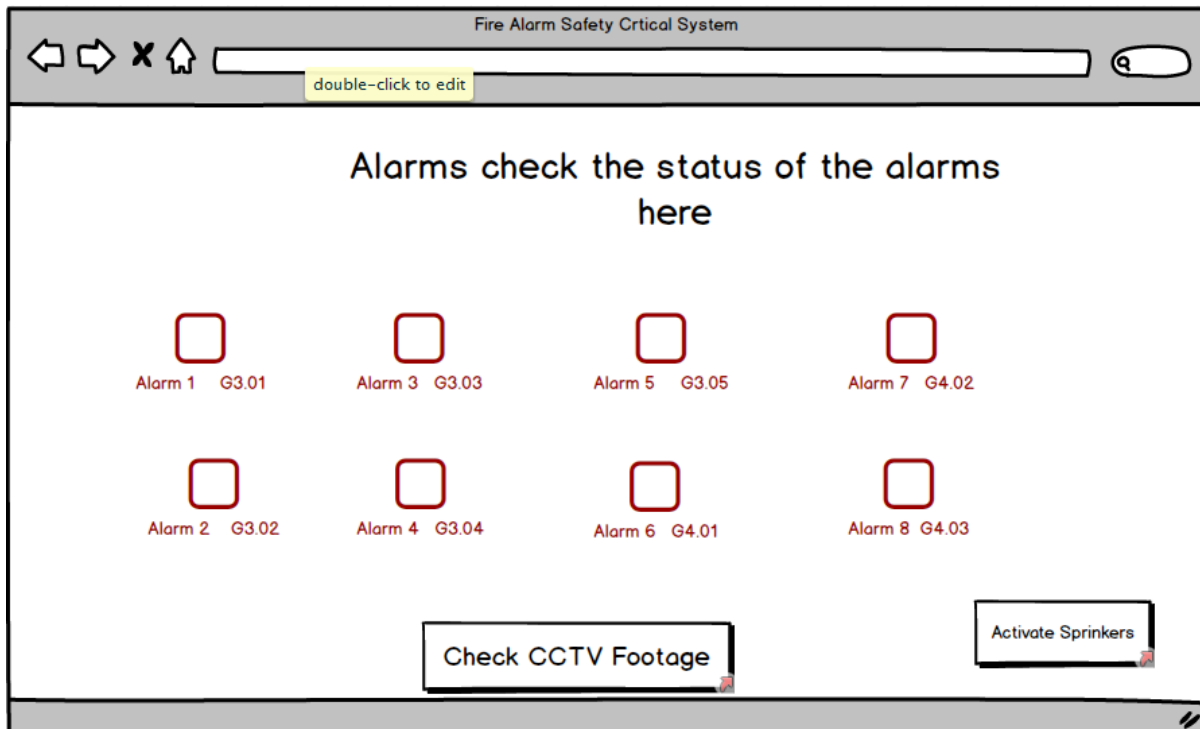 Fire Alarm Safety Crtical System
double-click to edit
Alarms check the status of the alarms
here
Alarm 1 G3.01
Alarm 3 G3.03
Alarm 5 G3.05
Alarm 7 G4.02
Alarm 2 G3.02
Alarm 4 G3.04
Alarm 6 G4.01
Alarm 8 G4.03
Activate Sprinkers
Check CCTV Footage